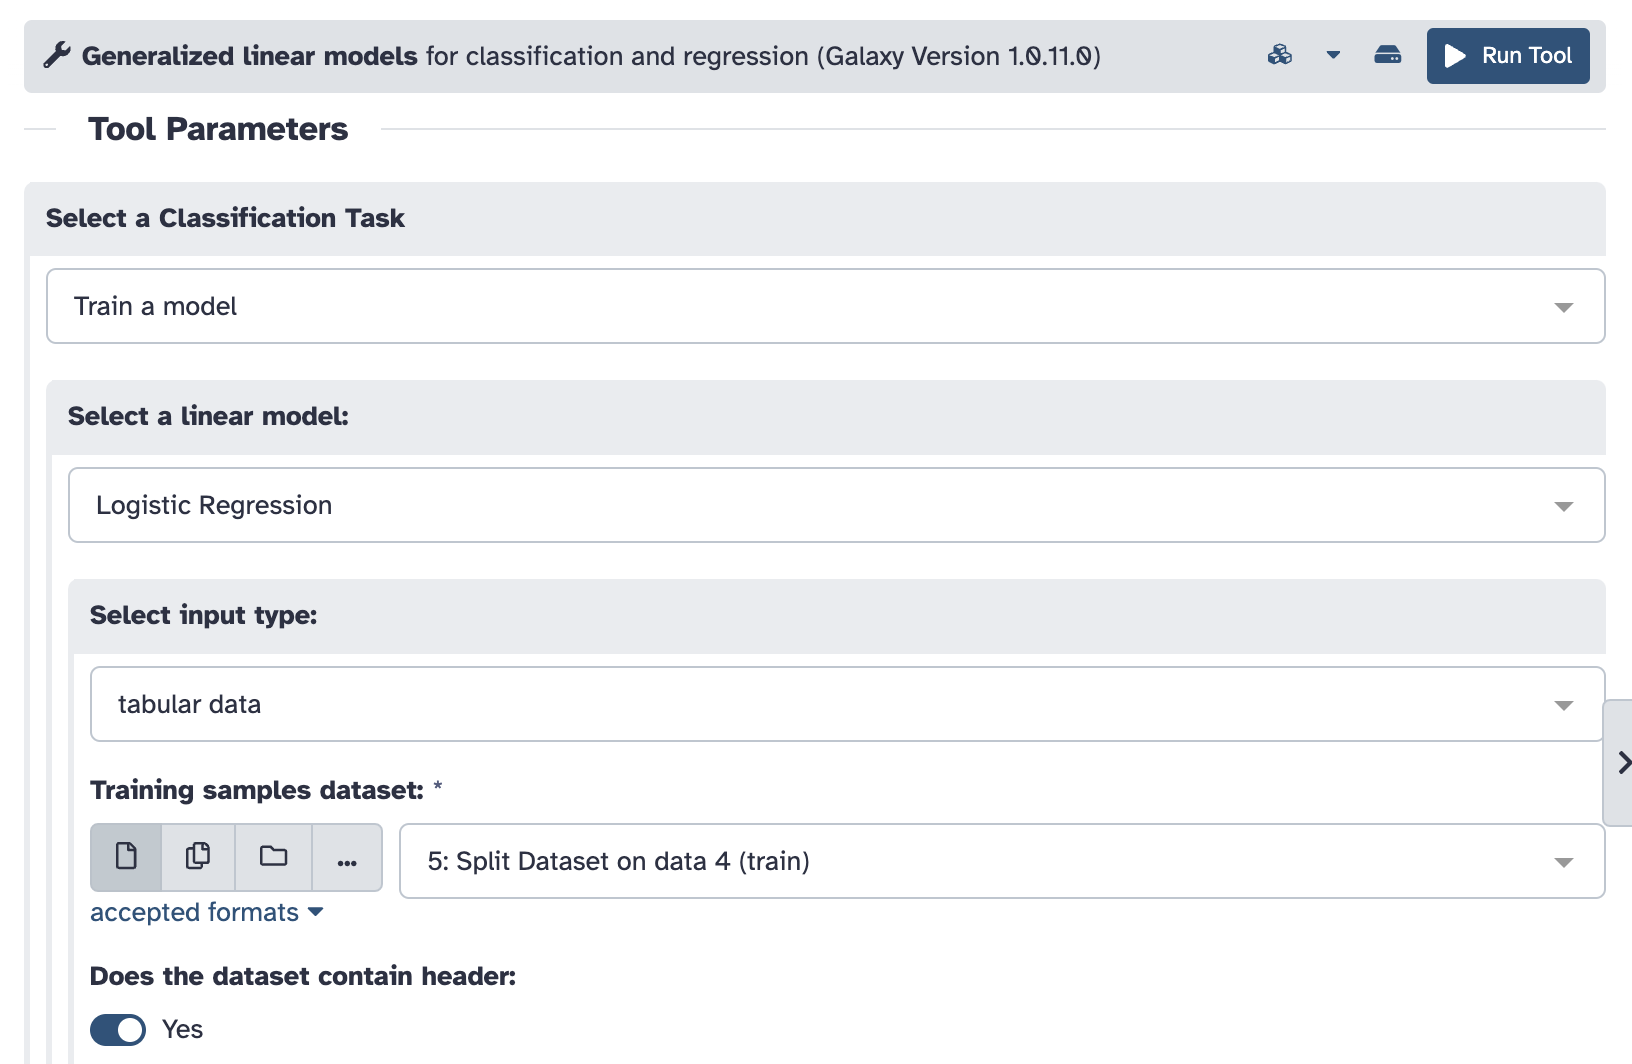 Generalized linear models for classification and regression (Galaxy Version 1.0.11.0)
Run Tool
Tool Parameters
Select a Classification Task
Train a model
Select a linear model:
Logistic Regression
Select input type:
tabular data
Training samples dataset: *
...
5: Split Dataset on data 4 (train)
accepted formats
Does the dataset contain header:
Yes